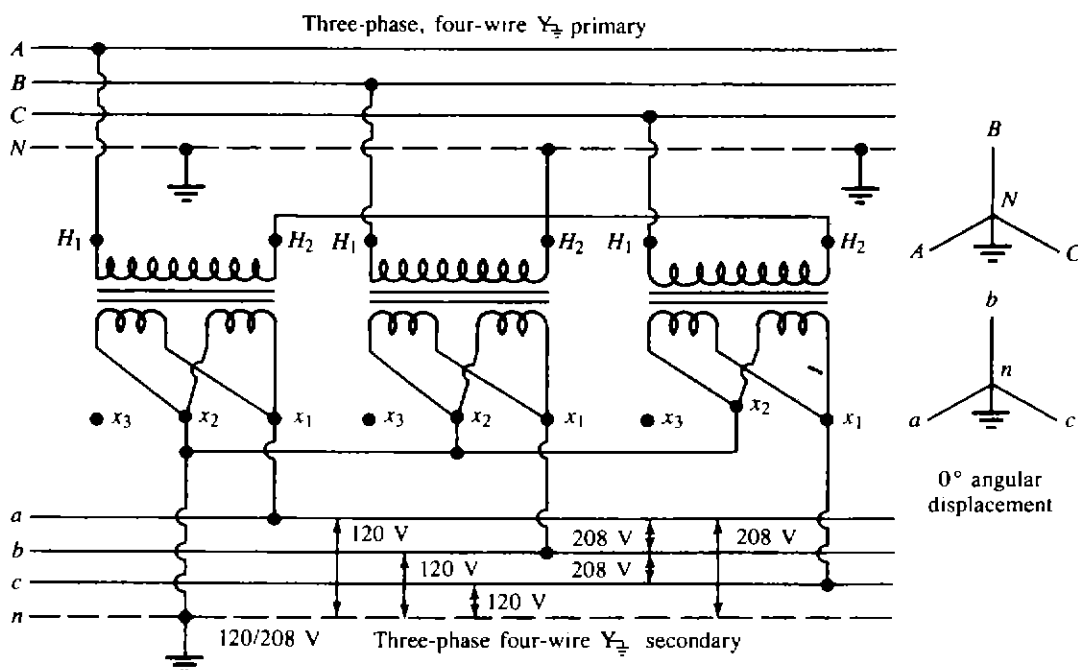 Three-phase, four-wire Y primary
A
B
C
N
H₁
H₂
H₁
H₂
H₁
H₂
x₃
x₂
x₁
x₃
x₂
x₁
x₃
x₂
x₁
B
N
A
C
b
n
a
c
0° angular
displacement
a
b
c
n
120 V
120 V
120 V
208 V
208 V
208 V
120/208 V
Three-phase four-wire Y secondary